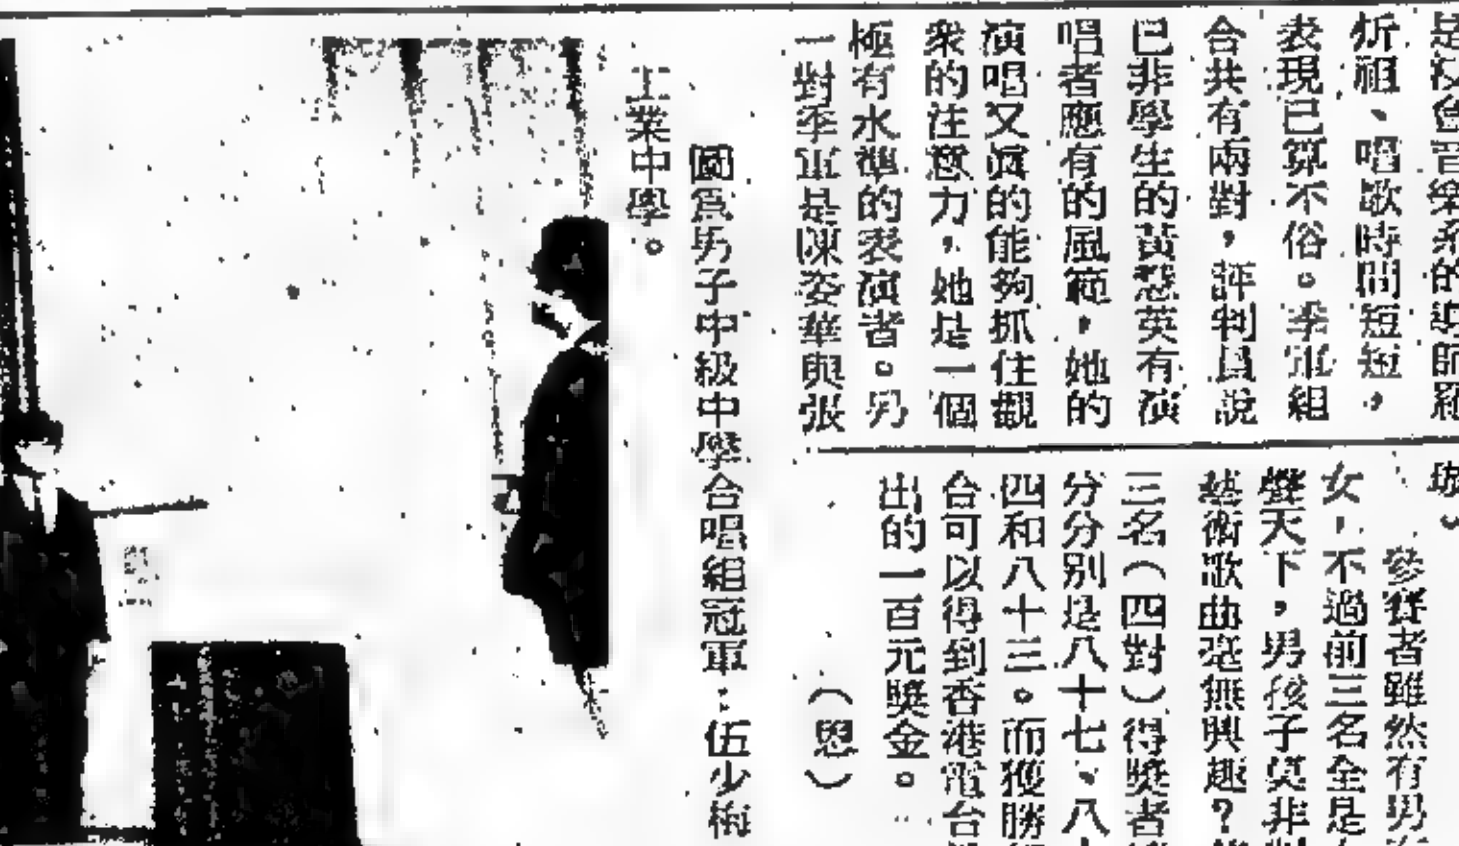 是浸會音樂系的導師羅
炘祖、唱歌時間短短，
表現已算不俗。季軍組
合共有兩對，評判員說
已非學生的黃慧英有演
唱者應有的風範，她的
演唱又真的能夠抓住觀
衆的注意力，她是一個
極有水準的表演者。另
一對季軍是陳姿華與張
圖爲男子中級中學合唱組冠軍：伍少梅
工業中學。
參賽者雖然有男有
女，不過前三名全是
聲天下，男孩子莫非對
藝術歌曲毫無興趣？
三名（四對）得獎者
分分別是八十七、八十
四和八十三。而獲勝
合可以得到香港電台
出的一百元獎金。
（恩）